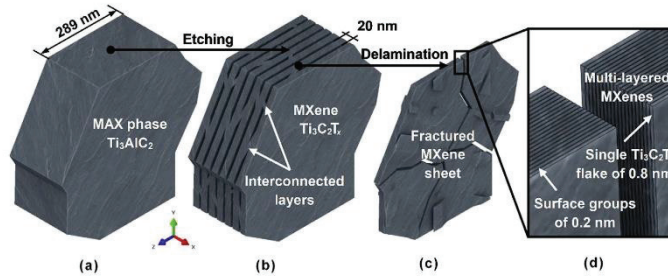 289 nm
Etching
20 nm
Delamination
MAX phase
Ti₃AlC₂
MXene
Ti₃C₂Tₓ
Interconnected
layers
Fractured
MXene
sheet
Multi-layered
MXenes
Single Ti₃C₂T
flake of 0.8 nm
Surface groups
of 0.2 nm
Y
Z
X
(a)
(b)
(c)
(d)